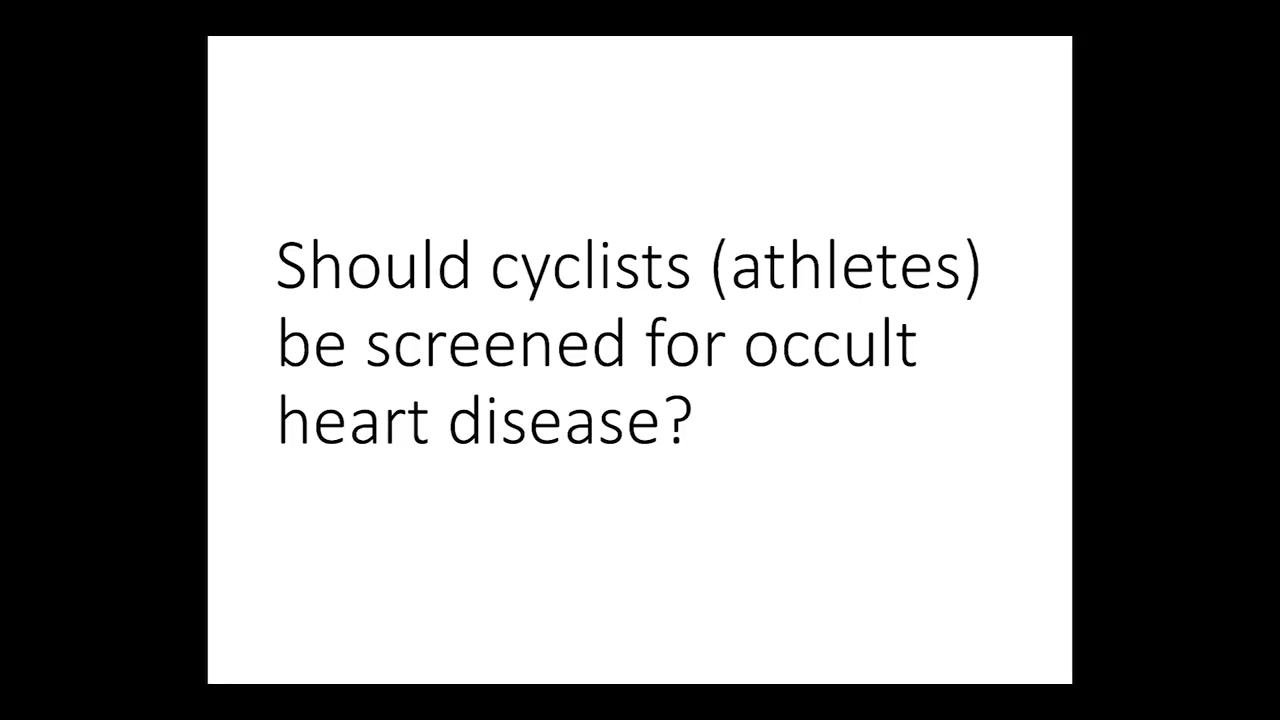 Should cyclists (athletes)
be screened for occult
heart disease?